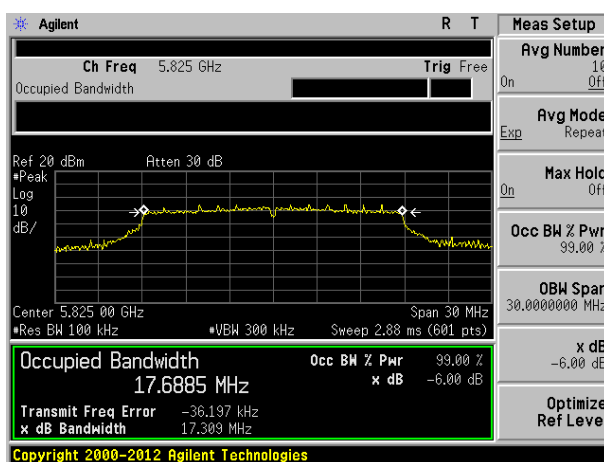 Agilent R T
Meas Setup
Ch Freq 5.825 GHz Trig Free
Occupied Bandwidth
Avg Number
10
On Off
Avg Mode
Exp Repeat
Max Hold
On Off
Occ BW % Pwr
99.00 %
OBW Span
30.0000000 MHz
x dB
-6.00 dB
Optimize
Ref Level
Ref 20 dBm Atten 30 dB
#Peak
Log
10
dB/
Center 5.825 00 GHz Span 30 MHz
#Res BW 100 kHz #VBW 300 kHz Sweep 2.88 ms (601 pts)
Occupied Bandwidth Occ BW % Pwr 99.00 %
17.6885 MHz x dB -6.00 dB
Transmit Freq Error -36.197 kHz
x dB Bandwidth 17.309 MHz
Copyright 2000-2012 Agilent Technologies